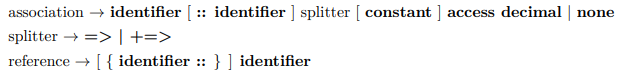 association → identifier [ :: identifier ] splitter [ constant ] access decimal | none
splitter → => | +=>
reference → [ { identifier :: } ] identifier